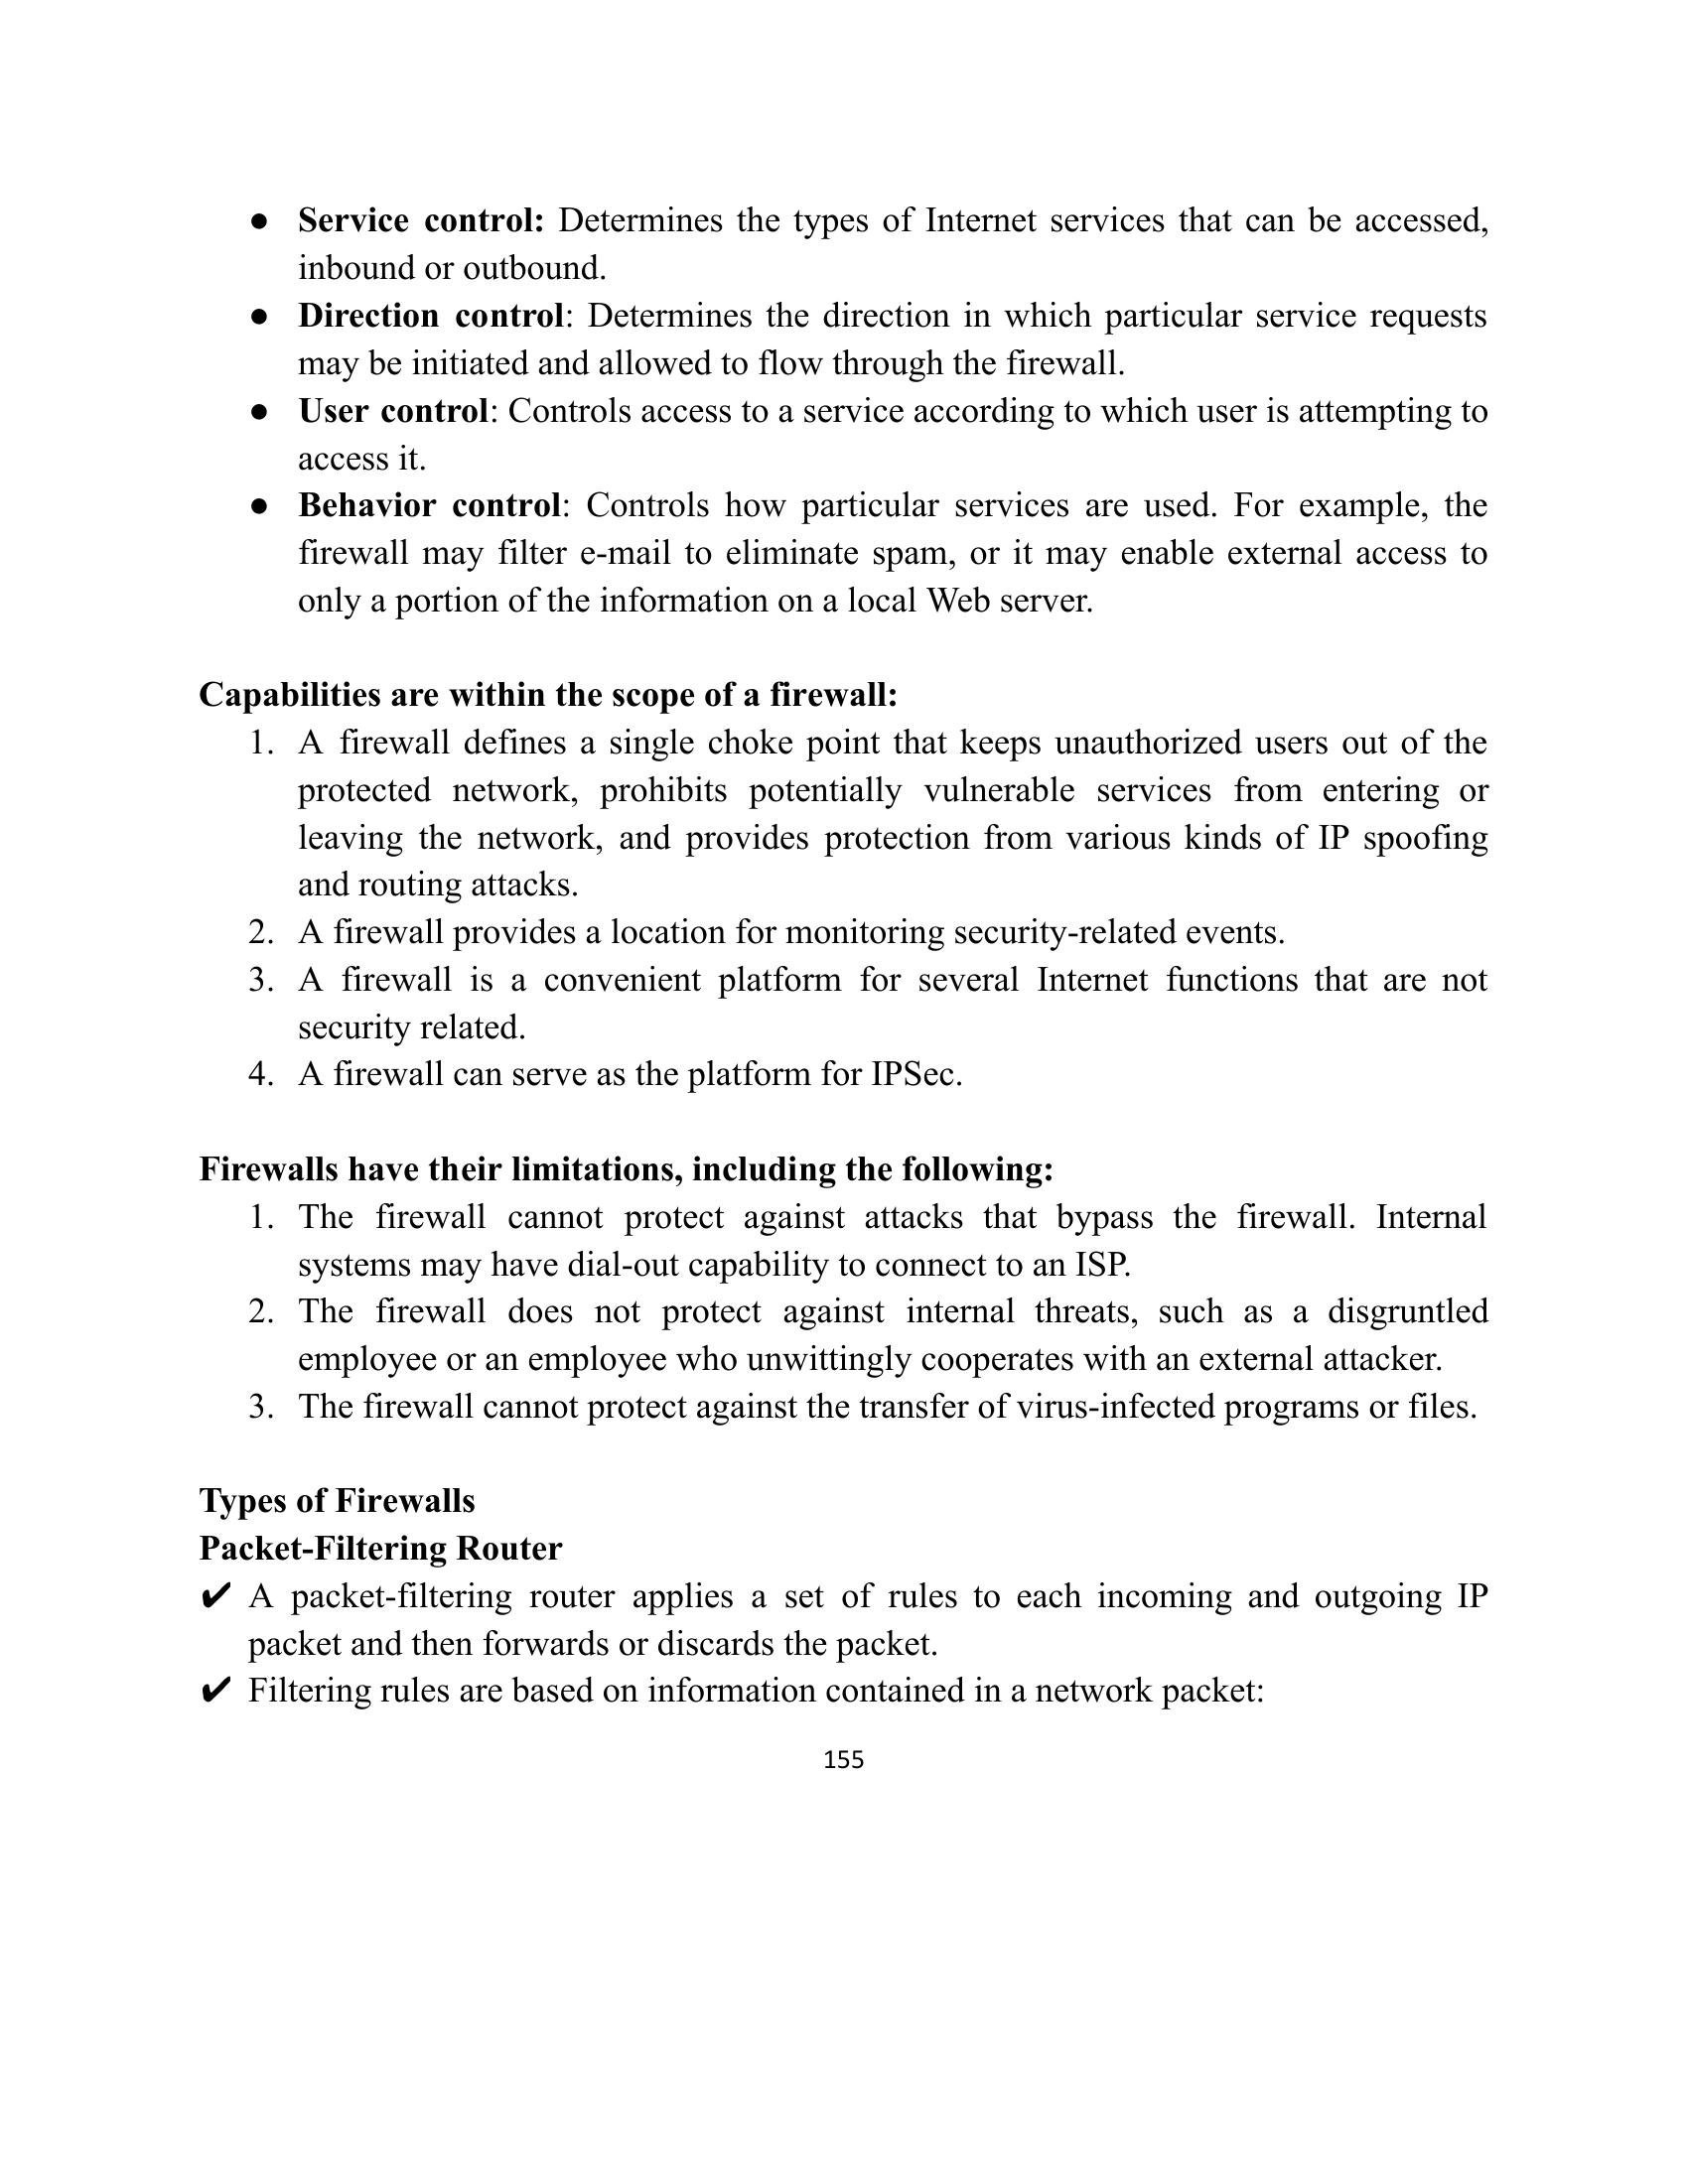 ● Service control: Determines the types of Internet services that can be accessed,
inbound or outbound.
● Direction control: Determines the direction in which particular service requests
may be initiated and allowed to flow through the firewall.
● User control: Controls access to a service according to which user is attempting to
access it.
● Behavior control: Controls how particular services are used. For example, the
firewall may filter e-mail to eliminate spam, or it may enable external access to
only a portion of the information on a local Web server.
Capabilities are within the scope of a firewall:
1. A firewall defines a single choke point that keeps unauthorized users out of the
protected network, prohibits potentially vulnerable services from entering or
leaving the network, and provides protection from various kinds of IP spoofing
and routing attacks.
2. A firewall provides a location for monitoring security-related events.
3. A firewall is a convenient platform for several Internet functions that are not
security related.
4. A firewall can serve as the platform for IPSec.
Firewalls have their limitations, including the following:
1. The firewall cannot protect against attacks that bypass the firewall. Internal
systems may have dial-out capability to connect to an ISP.
2. The firewall does not protect against internal threats, such as a disgruntled
employee or an employee who unwittingly cooperates with an external attacker.
3. The firewall cannot protect against the transfer of virus-infected programs or files.
Types of Firewalls
Packet-Filtering Router
✔ A packet-filtering router applies a set of rules to each incoming and outgoing IP
packet and then forwards or discards the packet.
✔ Filtering rules are based on information contained in a network packet:
155